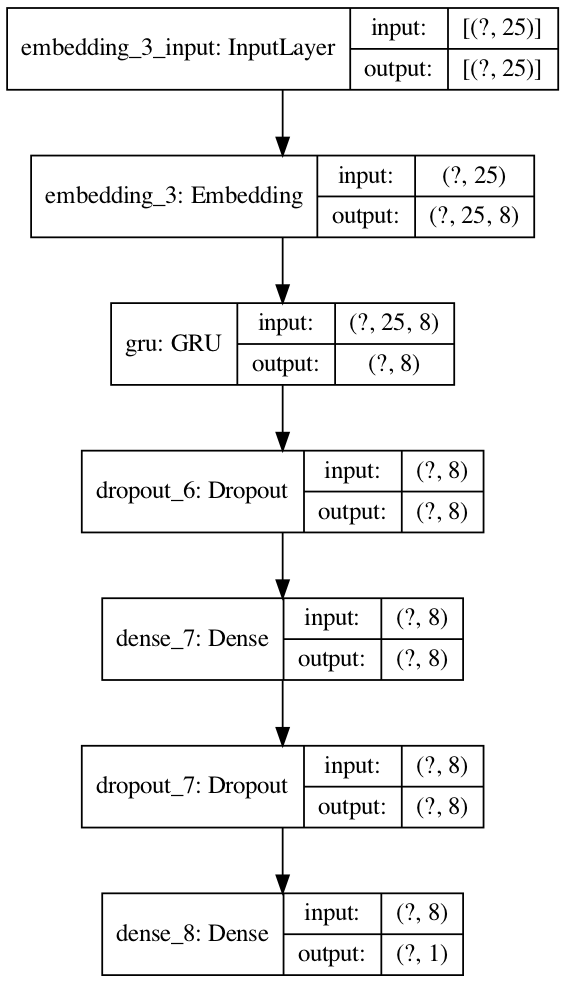 embedding_3_input: InputLayer
input: [(?, 25)]
output: [(?, 25)]
embedding_3: Embedding
input: (?, 25)
output: (?, 25, 8)
gru: GRU
input: (?, 25, 8)
output: (?, 8)
dropout_6: Dropout
input: (?, 8)
output: (?, 8)
dense_7: Dense
input: (?, 8)
output: (?, 8)
dropout_7: Dropout
input: (?, 8)
output: (?, 8)
dense_8: Dense
input: (?, 8)
output: (?, 1)